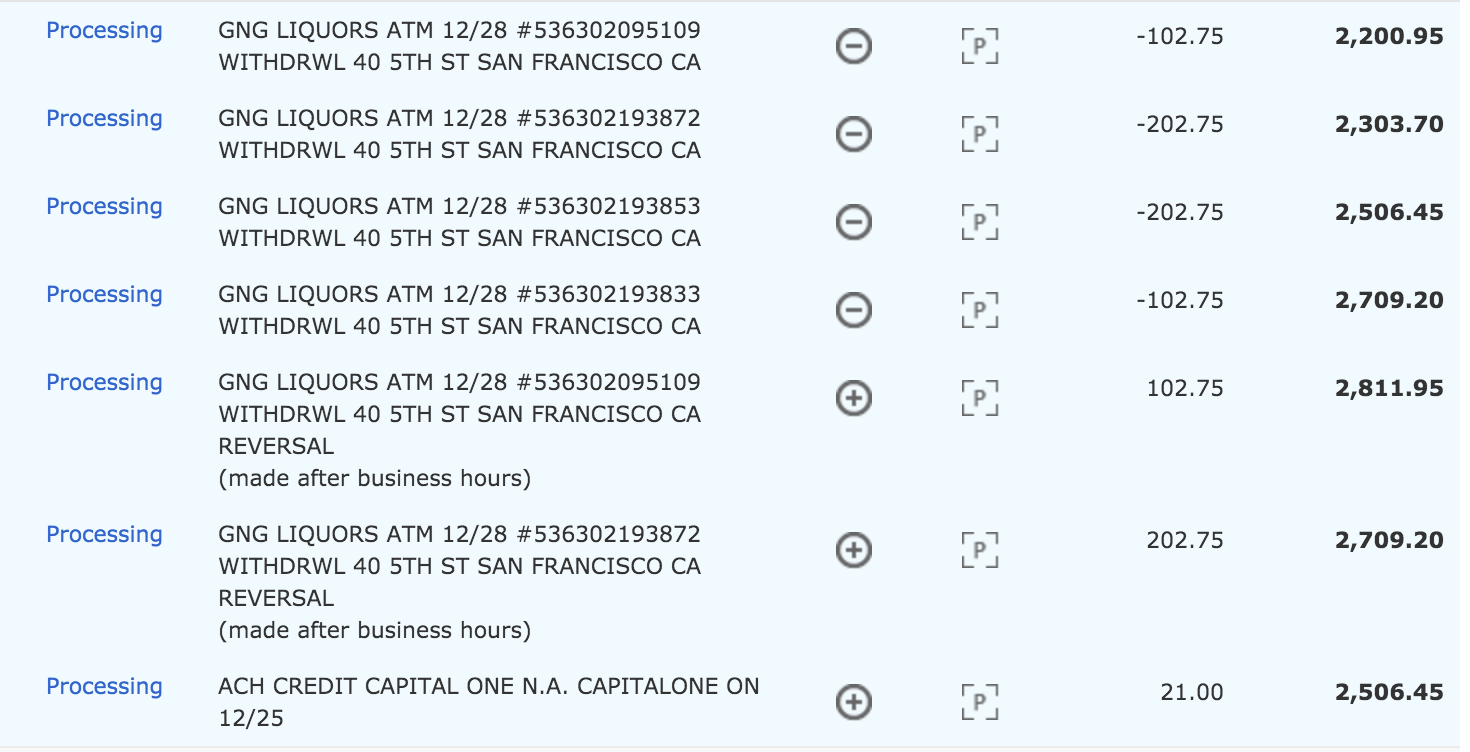 Processing GNG LIQUORS ATM 12/28 #536302095109 P -102.75 2,200.95
WITHDRWL 40 5TH ST SAN FRANCISCO CA
Processing GNG LIQUORS ATM 12/28 #536302193872 P -202.75 2,303.70
WITHDRWL 40 5TH ST SAN FRANCISCO CA
Processing GNG LIQUORS ATM 12/28 #536302193853 P -202.75 2,506.45
WITHDRWL 40 5TH ST SAN FRANCISCO CA
Processing GNG LIQUORS ATM 12/28 #536302193833 P -102.75 2,709.20
WITHDRWL 40 5TH ST SAN FRANCISCO CA
Processing GNG LIQUORS ATM 12/28 #536302095109 P 102.75 2,811.95
WITHDRWL 40 5TH ST SAN FRANCISCO CA
REVERSAL
(made after business hours)
Processing GNG LIQUORS ATM 12/28 #536302193872 P 202.75 2,709.20
WITHDRWL 40 5TH ST SAN FRANCISCO CA
REVERSAL
(made after business hours)
Processing ACH CREDIT CAPITAL ONE N.A. CAPITALONE ON P 21.00 2,506.45
12/25